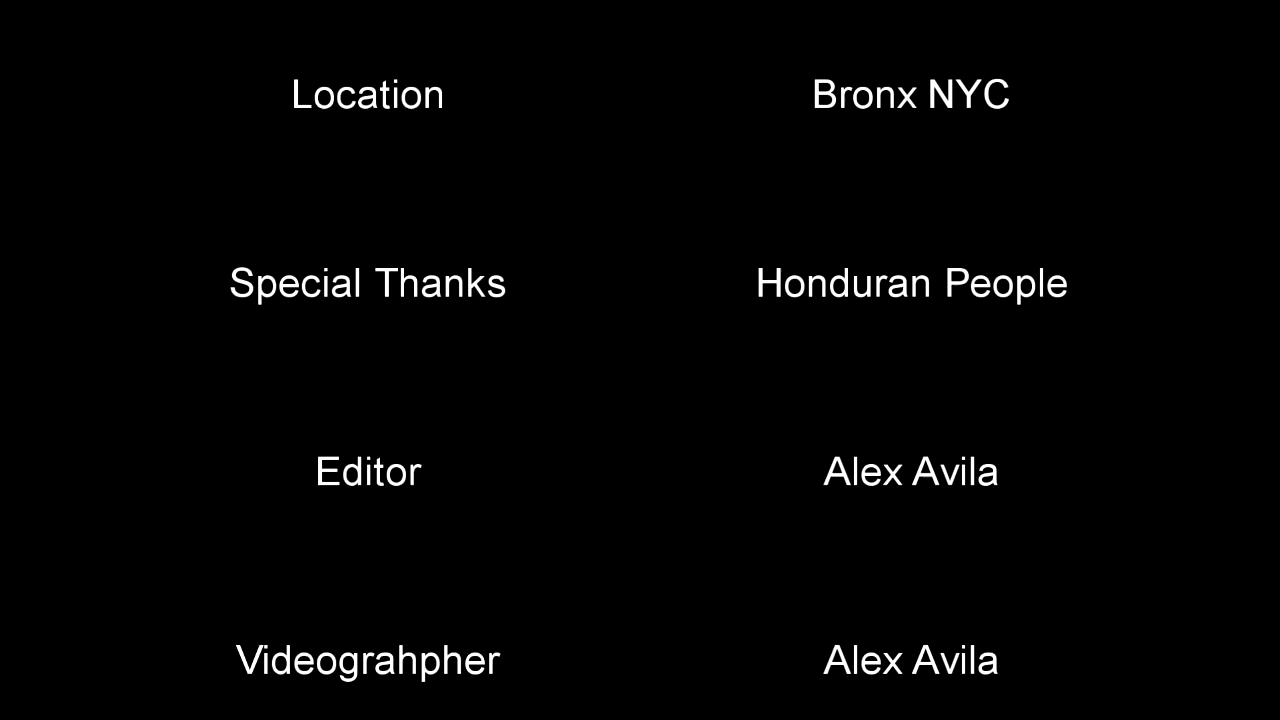 Location Bronx NYC
Special Thanks Honduran People
Editor Alex Avila
Videograhpher Alex Avila